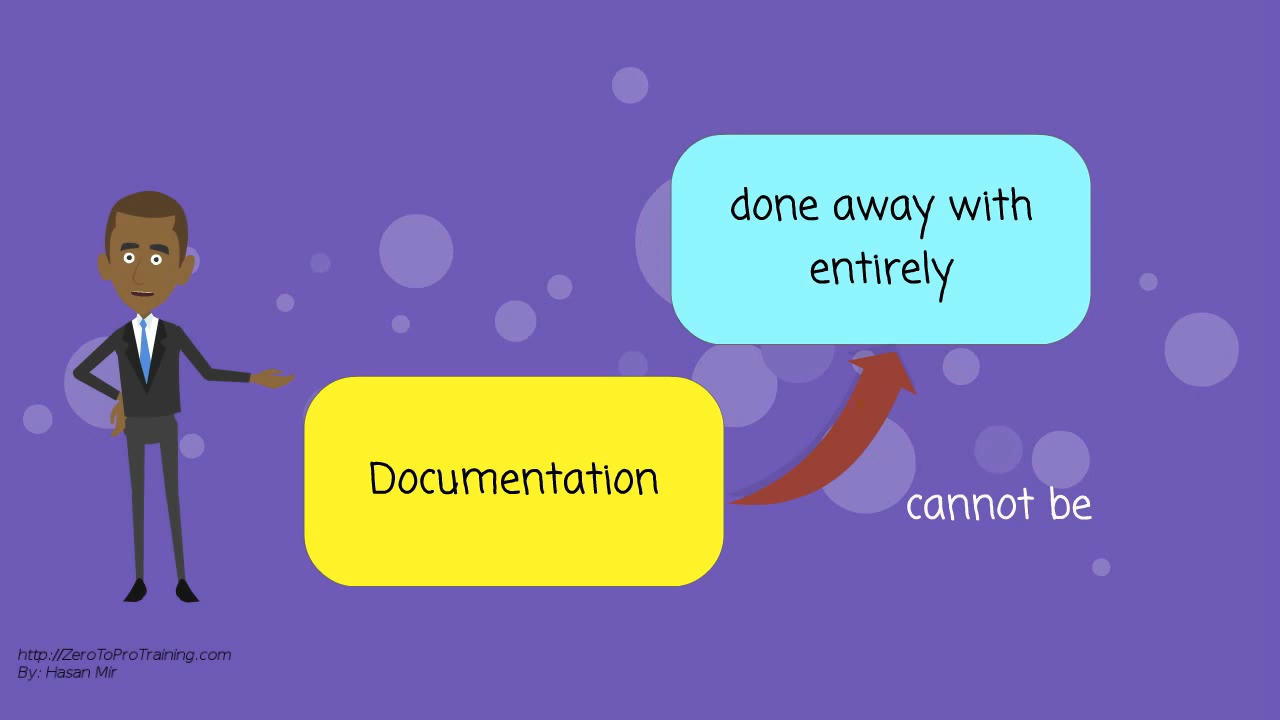 Documentation
cannot be
done away with
entirely
http://ZeroToProTraining.com
By: Hasan Mir